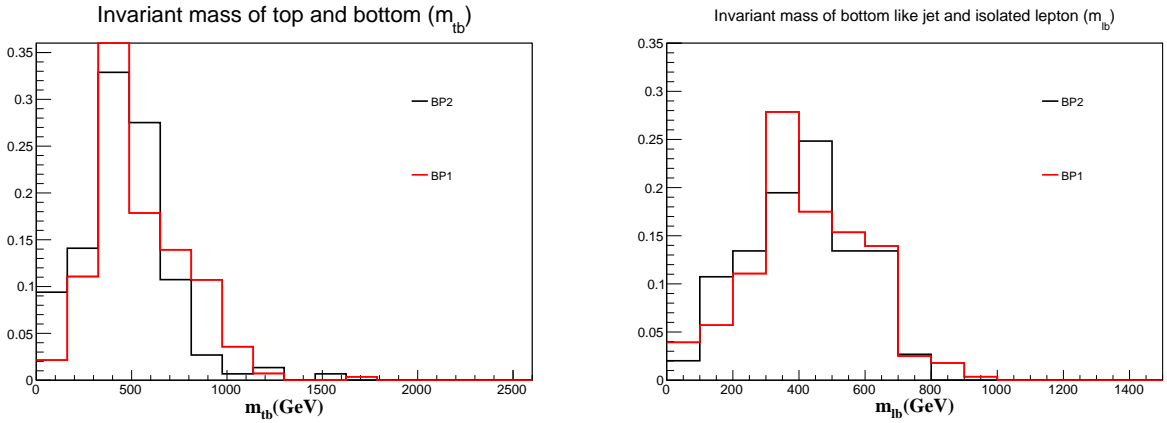 Invariant mass of top and bottom (m_tb)
0.35
0.3
0.25
0.2
0.15
0.1
0.05
0
BP2
BP1
0 500 1000 1500 2000 2500
m_tb(GeV)
Invariant mass of bottom like jet and isolated lepton (m_lb)
0.35
0.3
0.25
0.2
0.15
0.1
0.05
0
BP2
BP1
0 200 400 600 800 1000 1200 1400
m_lb(GeV)